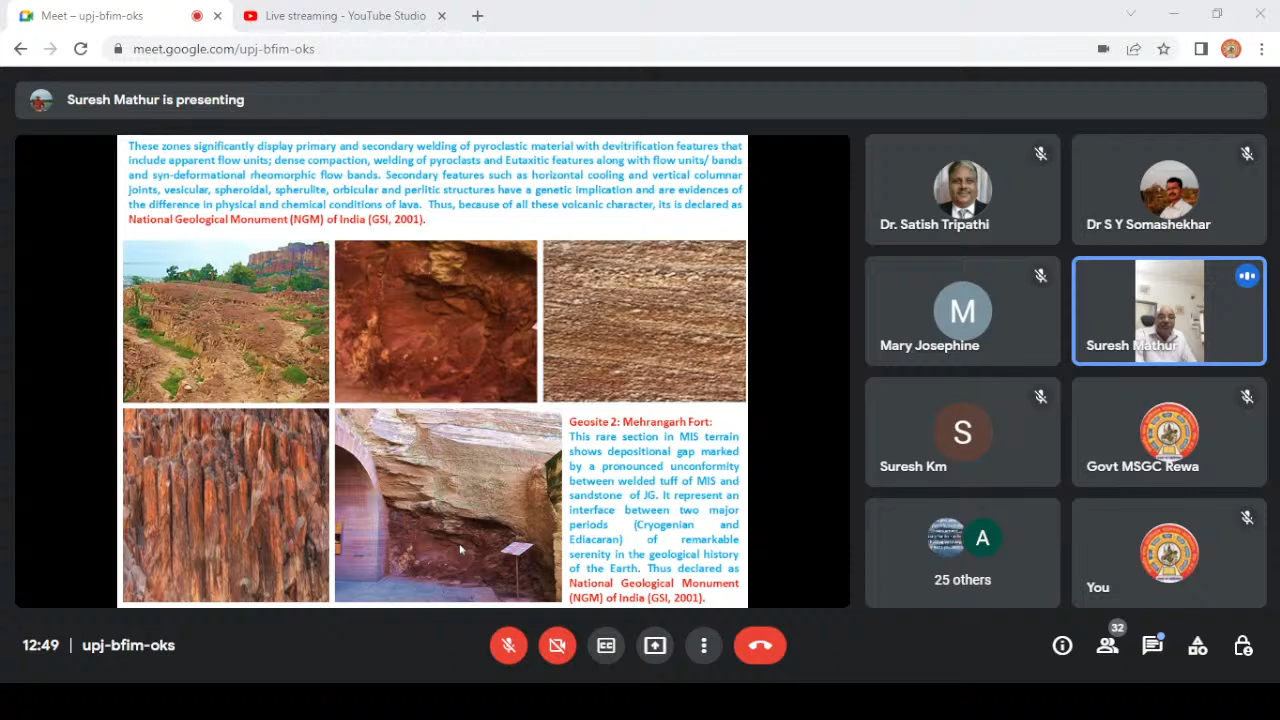 Meet – upj-bfim-oks
Live streaming - YouTube Studio
meet.google.com/upj-bfim-oks
Suresh Mathur is presenting
These zones significantly display primary and secondary welding of pyroclastic material with devitrification features that
include apparent flow units; dense compaction, welding of pyroclasts and Eutaxitic features along with flow units/ bands
and syn-deformational rheomorphic flow bands. Secondary features such as horizontal cooling and vertical columnar
joints, vesicular, spheroidal, spherulite, orbicular and perlitic structures have a genetic implication and are evidences of
the difference in physical and chemical conditions of lava. Thus, because of all these volcanic character, its is declared as
National Geological Monument (NGM) of India (GSI, 2001).
Geosite 2: Mehrangarh Fort:
This rare section in MIS terrain
shows depositional gap marked
by a pronounced unconformity
between welded tuff of MIS and
sandstone of JG. It represent an
interface between two major
periods (Cryogenian and
Ediacaran) of remarkable
serenity in the geological history
of the Earth. Thus declared as
National Geological Monument
(NGM) of India (GSI, 2001).
Dr. Satish Tripathi
Dr S Y Somashekhar
M
Mary Josephine
Suresh Mathur
S
Suresh Km
Govt MSGC Rewa
A
25 others
You
12:49 | upj-bfim-oks
CC
32